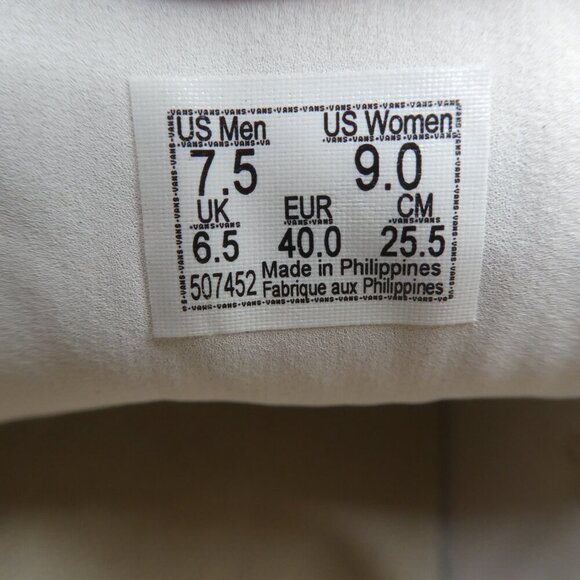 US Men US Women
7.5 9.0
UK EUR CM
6.5 40.0 25.5
507452 Made in Philippines
Fabrique aux Philippines